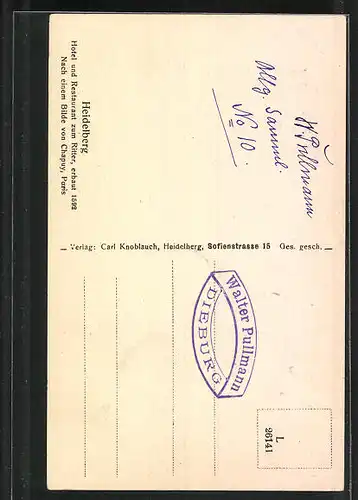 Heidelberg
Hotel und Restaurant zum Ritter, erbaut 1592
Nach einem Bilde von Chapuy, Paris
W. Pullmann
Allg. Samml.
No 10.
Verlag: Carl Knoblauch, Heidelberg, Sofienstrasse 15 Ges. gesch.
Walter Pullmann
DIEBURG
L
26141